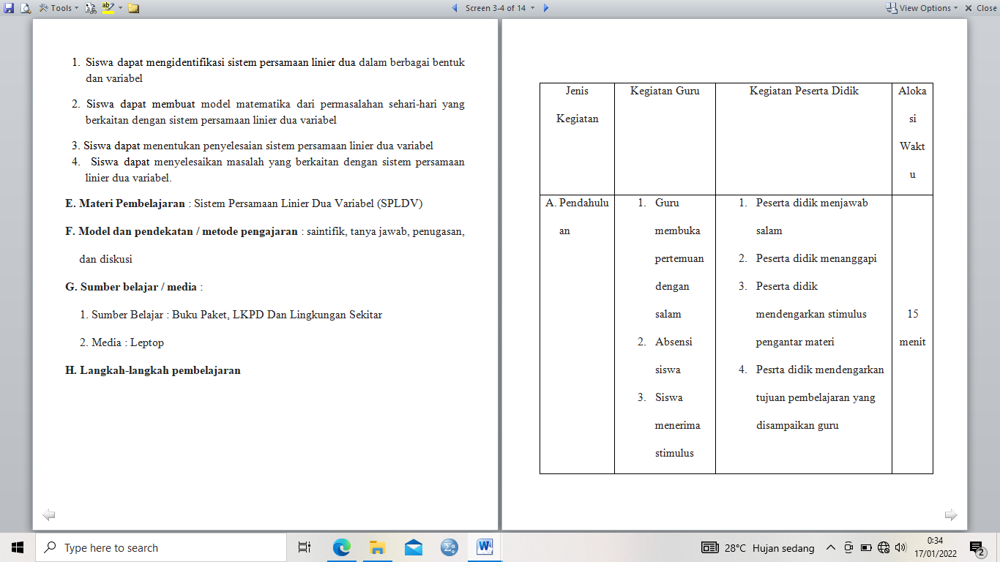 Tools
Screen 3-4 of 14
View Options
Close
1. Siswa dapat mengidentifikasi sistem persamaan linier dua dalam berbagai bentuk
dan variabel
2. Siswa dapat membuat model matematika dari permasalahan sehari-hari yang
berkaitan dengan sistem persamaan linier dua variabel
3. Siswa dapat menentukan penyelesaian sistem persamaan linier dua variabel
4. Siswa dapat menyelesaikan masalah yang berkaitan dengan sistem persamaan
linier dua variabel.
E. Materi Pembelajaran : Sistem Persamaan Linier Dua Variabel (SPLDV)
F. Model dan pendekatan / metode pengajaran : saintifik, tanya jawab, penugasan,
dan diskusi
G. Sumber belajar / media :
1. Sumber Belajar : Buku Paket, LKPD Dan Lingkungan Sekitar
2. Media : Leptop
H. Langkah-langkah pembelajaran
Jenis
Kegiatan
Kegiatan Guru
Kegiatan Peserta Didik
Aloka
si
Wakt
u
A. Pendahulu
an
1. Guru
membuka
pertemuan
dengan
salam
2. Absensi
siswa
3. Siswa
menerima
stimulus
1. Peserta didik menjawab
salam
2. Peserta didik menanggapi
3. Peserta didik
mendengarkan stimulus
pengantar materi
4. Pesrta didik mendengarkan
tujuan pembelajaran yang
disampaikan guru
15
menit
Type here to search
28°C Hujan sedang
0:34
17/01/2022
2